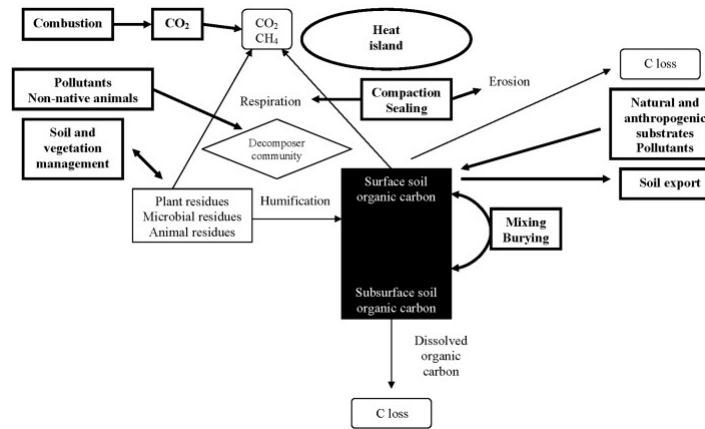 Combustion
CO₂
CO₂
CH₄
Heat
island
C loss
Pollutants
Non-native animals
Respiration
Compaction
Sealing
Erosion
Natural and
anthropogenic
substrates
Pollutants
Soil and
vegetation
management
Decomposer
community
Surface soil
organic carbon
Soil export
Plant residues
Microbial residues
Animal residues
Humification
Mixing
Burying
Subsurface soil
organic carbon
Dissolved
organic
carbon
C loss